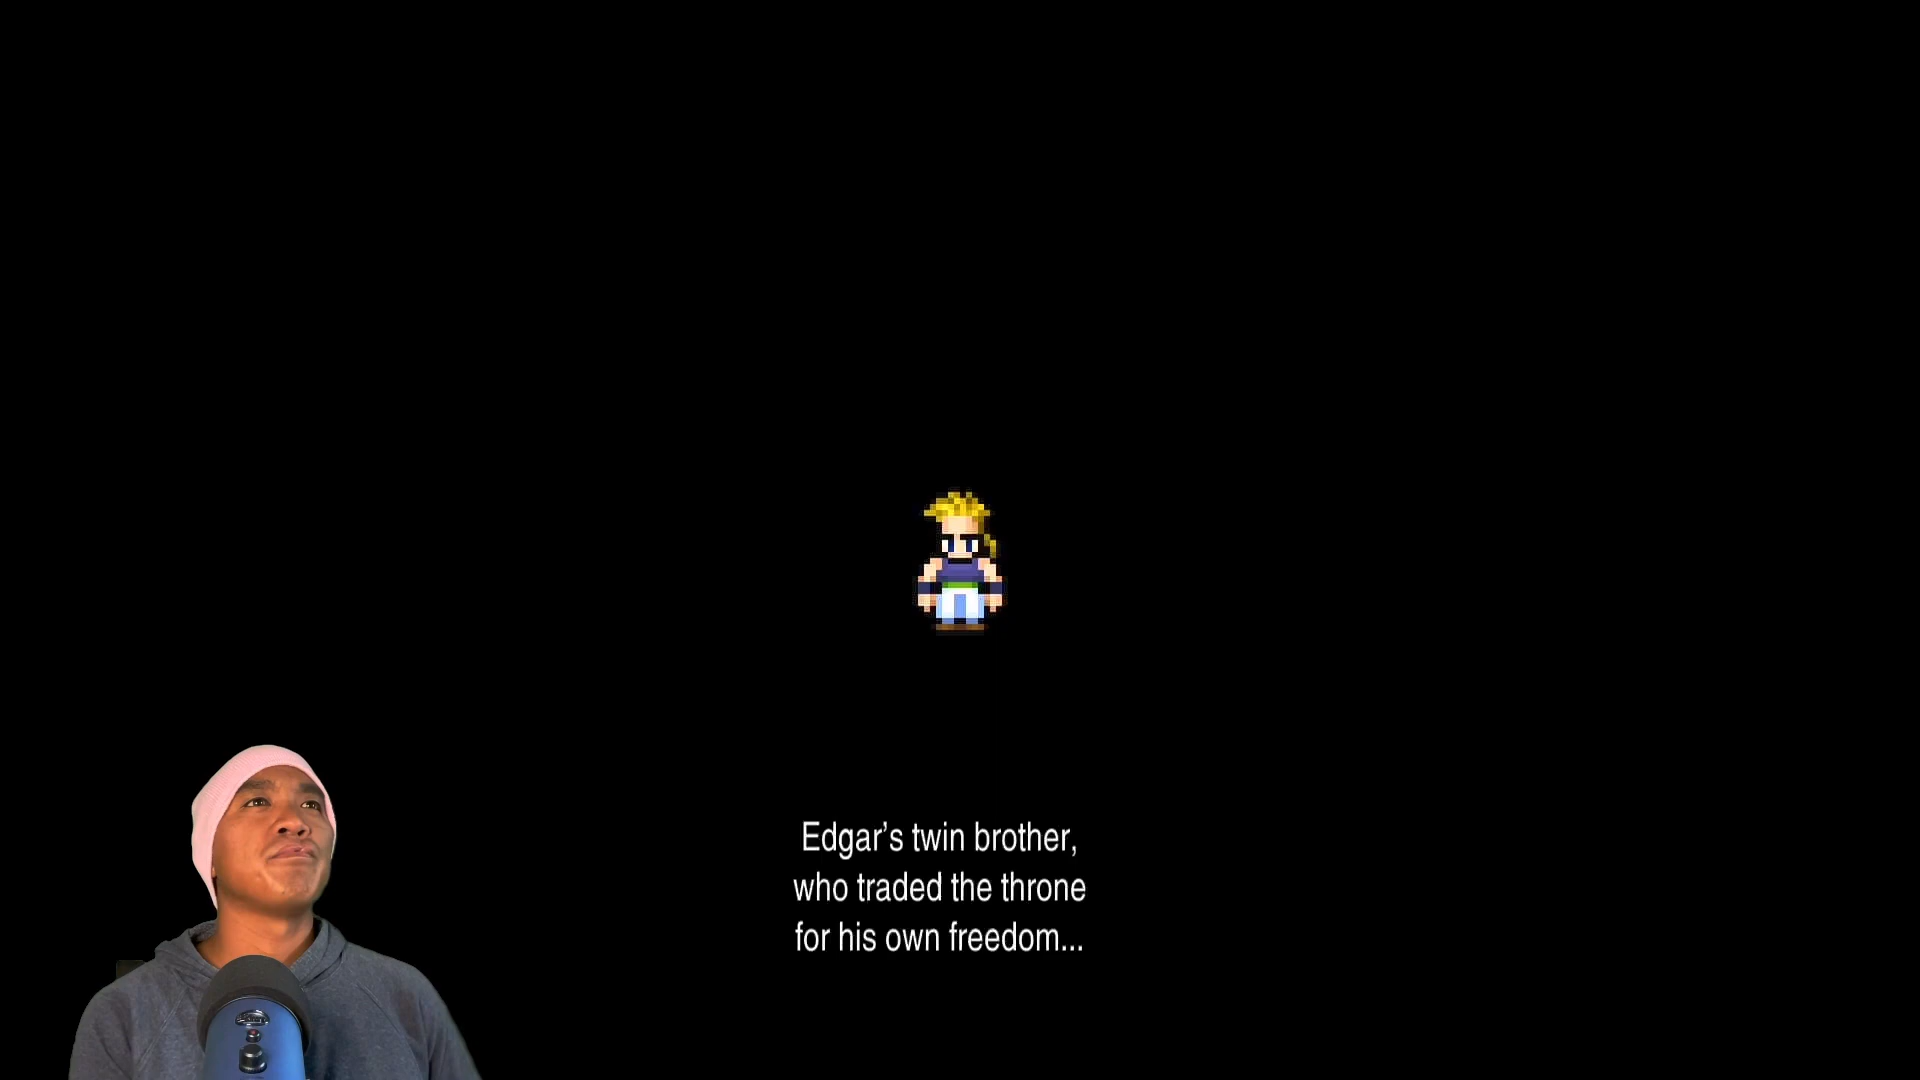 Edgar’s twin brother,
who traded the throne
for his own freedom...